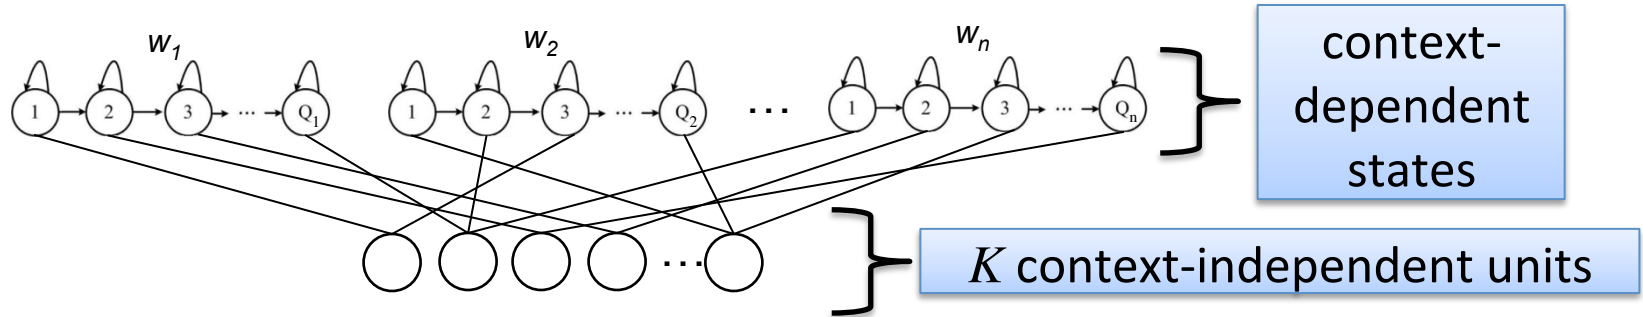 w1 w2 wn
1 2 3 ... Q1 1 2 3 ... Q2 ... 1 2 3 ... Qn
...
context-
dependent
states
K context-independent units